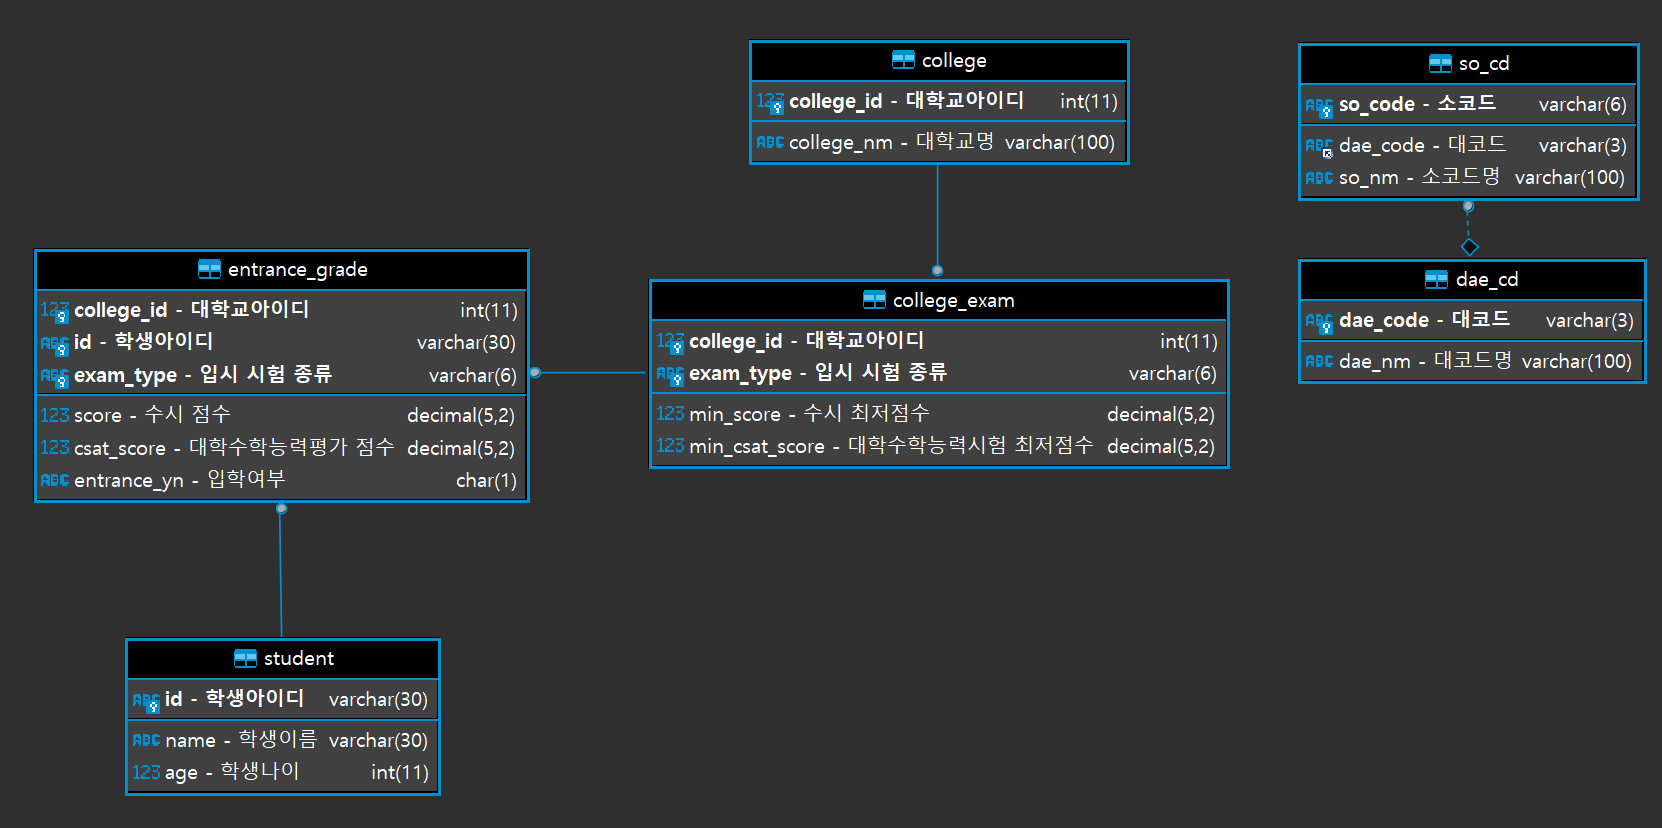 college
college_id - 대학교아이디 int(11)
college_nm - 대학교명 varchar(100)
so_cd
so_code - 소코드 varchar(6)
dae_code - 대코드 varchar(3)
so_nm - 소코드명 varchar(100)
entrance_grade
college_id - 대학교아이디 int(11)
id - 학생아이디 varchar(30)
exam_type - 입시 시험 종류 varchar(6)
score - 수시 점수 decimal(5,2)
csat_score - 대학수학능력평가 점수 decimal(5,2)
entrance_yn - 입학여부 char(1)
college_exam
college_id - 대학교아이디 int(11)
exam_type - 입시 시험 종류 varchar(6)
min_score - 수시 최저점수 decimal(5,2)
min_csat_score - 대학수학능력시험 최저점수 decimal(5,2)
dae_cd
dae_code - 대코드 varchar(3)
dae_nm - 대코드명 varchar(100)
student
id - 학생아이디 varchar(30)
name - 학생이름 varchar(30)
age - 학생나이 int(11)